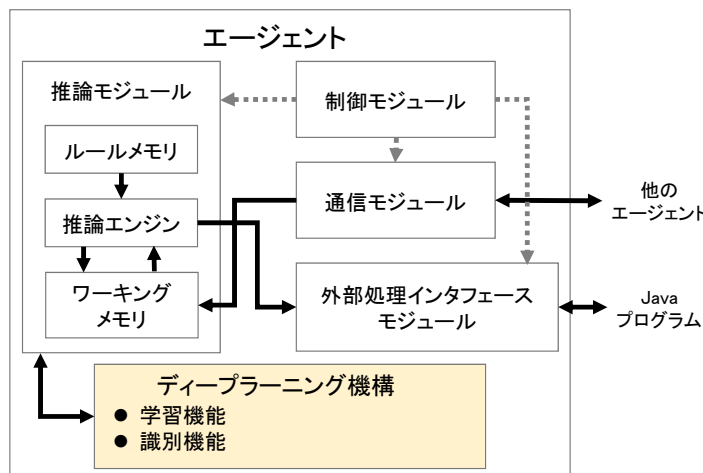 エージェント
推論モジュール
ルールメモリ
推論エンジン
ワーキング
メモリ
制御モジュール
通信モジュール
外部処理インタフェース
モジュール
他の
エージェント
Java
プログラム
ディープラーニング機構
● 学習機能
● 識別機能